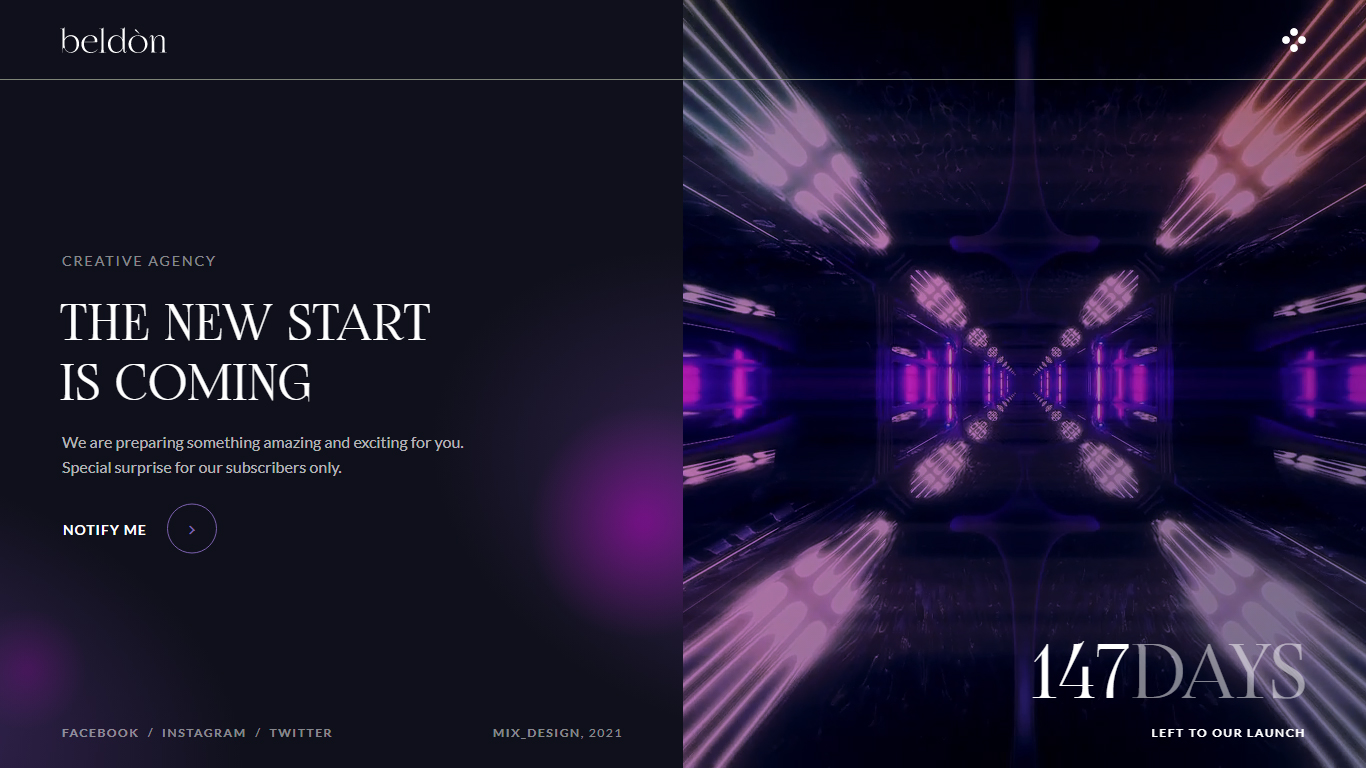 beldòn
CREATIVE AGENCY
THE NEW START
IS COMING
We are preparing something amazing and exciting for you.
Special surprise for our subscribers only.
NOTIFY ME
FACEBOOK / INSTAGRAM / TWITTER
MIX_DESIGN, 2021
147DAYS
LEFT TO OUR LAUNCH